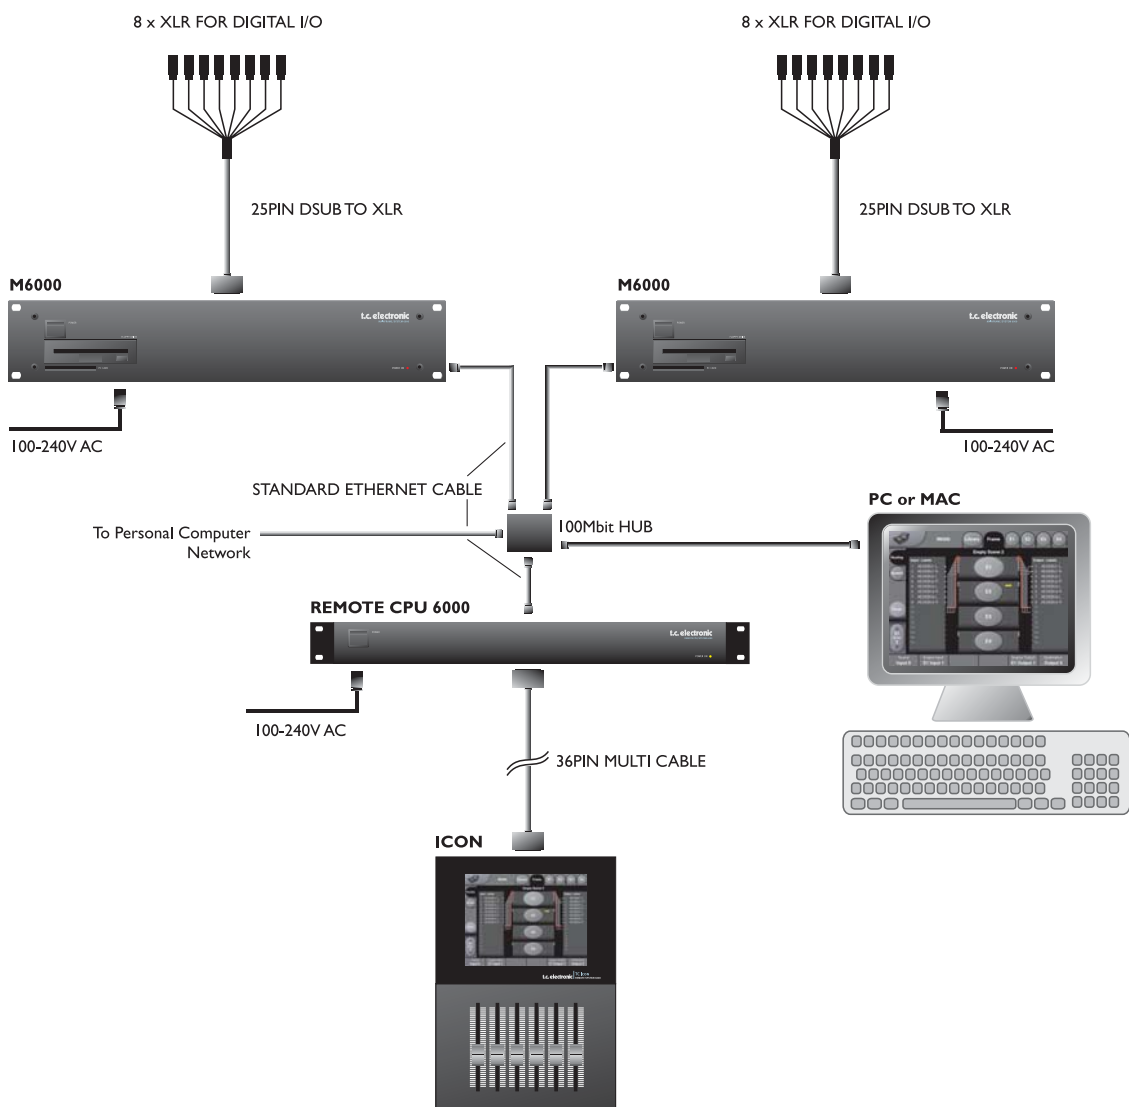 8 x XLR FOR DIGITAL I/O
8 x XLR FOR DIGITAL I/O
25PIN DSUB TO XLR
25PIN DSUB TO XLR
M6000
M6000
t.c. electronic
t.c. electronic
100-240V AC
100-240V AC
STANDARD ETHERNET CABLE
PC or MAC
100Mbit HUB
To Personal Computer
Network
REMOTE CPU 6000
t.c. electronic
100-240V AC
36PIN MULTI CABLE
ICON
t.c. electronic